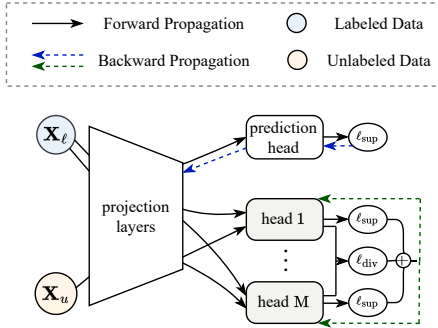 Forward Propagation
Labeled Data
Backward Propagation
Unlabeled Data
X_ℓ
prediction
head
ℓ_sup
projection
layers
head 1
ℓ_sup
ℓ_div
X_u
head M
ℓ_sup